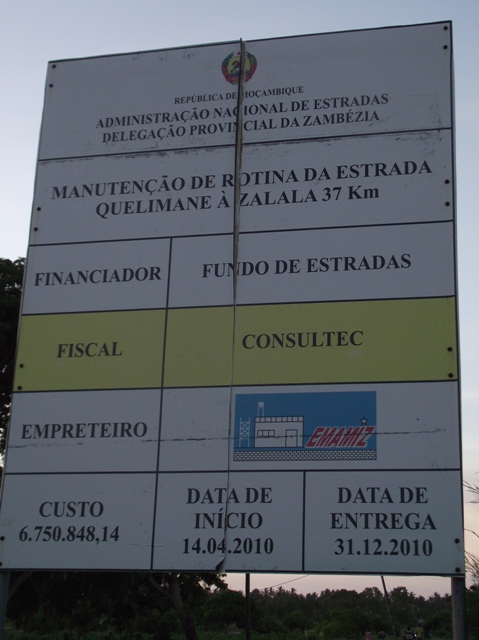 REPÚBLICA DE MOÇAMBIQUE
ADMINISTRAÇÃO NACIONAL DE ESTRADAS
DELEGAÇÃO PROVINCIAL DA ZAMBÉZIA
MANUTENÇÃO DE ROTINA DA ESTRADA
QUELIMANE À ZALALA 37 Km
FINANCIADOR
FUNDO DE ESTRADAS
FISCAL
CONSULTEC
EMPRETEIRO
EMAMIZ
CUSTO
6.750.848,14
DATA DE
INÍCIO
14.04.2010
DATA DE
ENTREGA
31.12.2010